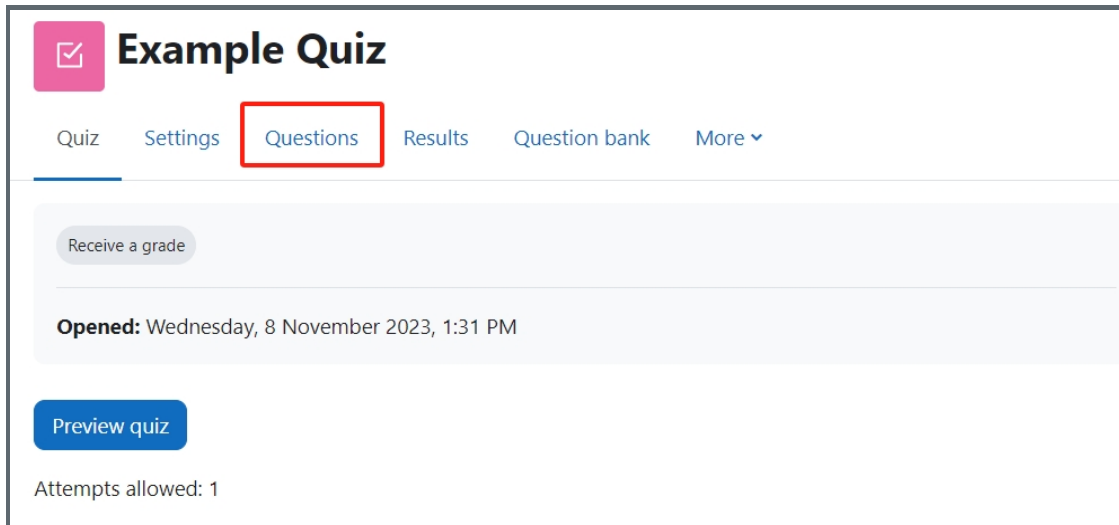 Example Quiz
Quiz Settings Questions Results Question bank More
Receive a grade
Opened: Wednesday, 8 November 2023, 1:31 PM
Preview quiz
Attempts allowed: 1